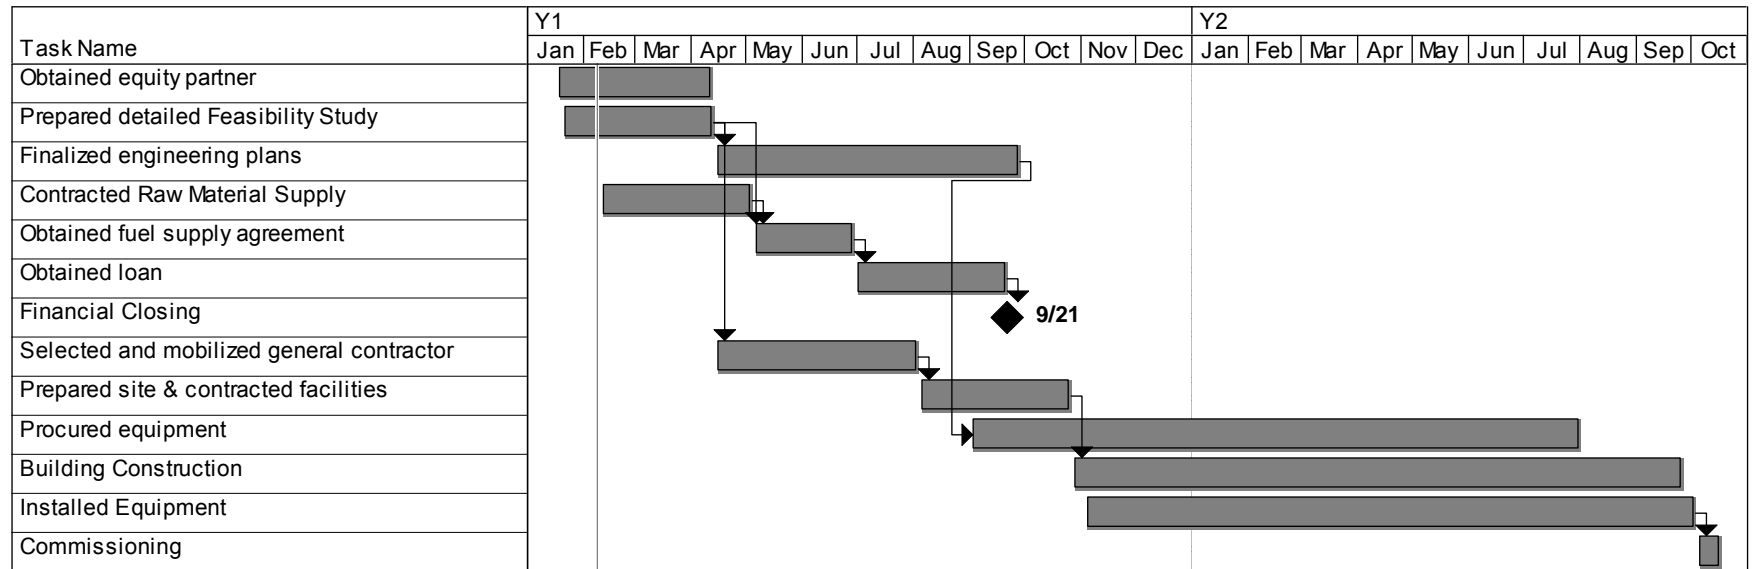 Y1 Y2
Task Name Jan Feb Mar Apr May Jun Jul Aug Sep Oct Nov Dec Jan Feb Mar Apr May Jun Jul Aug Sep Oct
Obtained equity partner
Prepared detailed Feasibility Study
Finalized engineering plans
Contracted Raw Material Supply
Obtained fuel supply agreement
Obtained loan
Financial Closing 9/21
Selected and mobilized general contractor
Prepared site & contracted facilities
Procured equipment
Building Construction
Installed Equipment
Commissioning